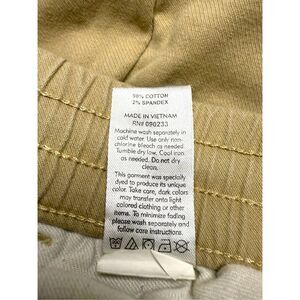 98% COTTON
2% SPANDEX
MADE IN VIETNAM
RN# 090233
Machine wash separately in
cold water. Use only non-
chlorine bleach as needed.
Tumble dry low. Cool iron
as needed. Do not dry
clean.
This garment was specially
dyed to produce its unique
color. Take care, dark colors
may transfer onto light
colored clothing or other
items. To minimize fading
please wash separately and
follow care instructions.